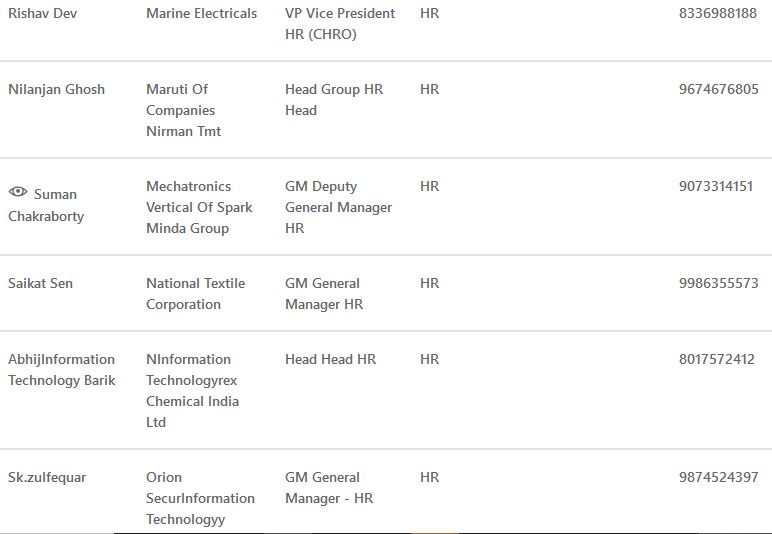 Rishav Dev Marine Electricals VP Vice President HR 8336988188
HR (CHRO)
Nilanjan Ghosh Maruti Of Head Group HR HR 9674676805
Companies Head
Nirman Tmt
Suman Mechatronics GM Deputy HR 9073314151
Chakraborty Vertical Of Spark General Manager
Minda Group HR
Saikat Sen National Textile GM General HR 9986355573
Corporation Manager HR
AbhijInformation NInformation Head Head HR HR 8017572412
Technology Barik Technologyrex
Chemical India
Ltd
Sk.zulfequar Orion GM General HR 9874524397
SecurInformation Manager - HR
Technologyy